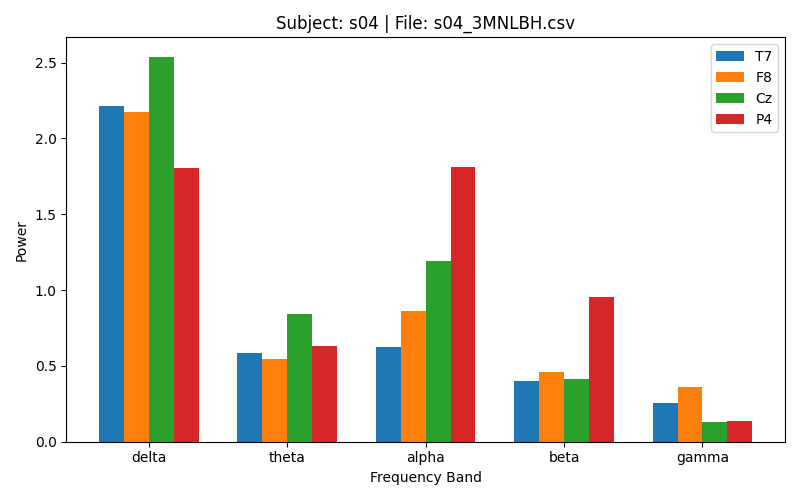 Subject: s04 | File: s04_3MNLBH.csv
T7
F8
Cz
P4
Power
2.5
2.0
1.5
1.0
0.5
0.0
delta theta alpha beta gamma
Frequency Band